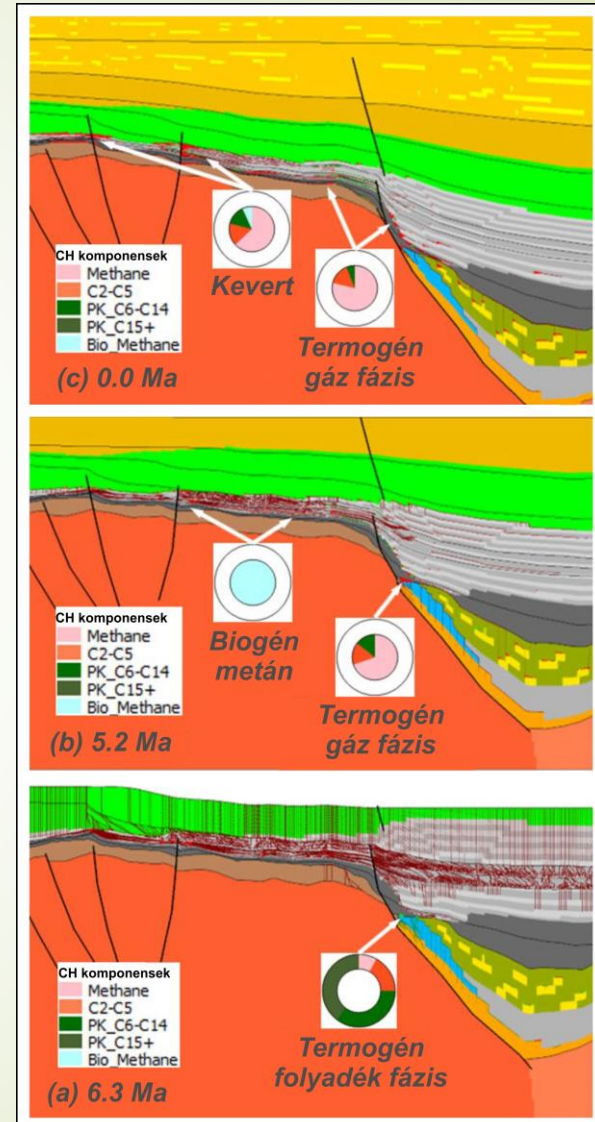 CH komponensek
Methane
C2-C5
PK_C6-C14
PK_C15+
Bio_Methane
(c) 0.0 Ma
Kevert
Termogén
gáz fázis
CH komponensek
Methane
C2-C5
PK_C6-C14
PK_C15+
Bio_Methane
(b) 5.2 Ma
Biogén
metán
Termogén
gáz fázis
CH komponensek
Methane
C2-C5
PK_C6-C14
PK_C15+
Bio_Methane
(a) 6.3 Ma
Termogén
folyadék fázis